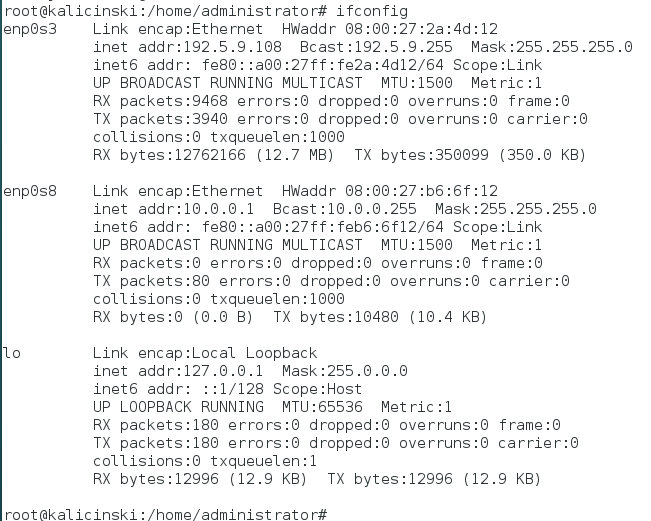 root@kalicinski:/home/administrator# ifconfig
enp0s3    Link encap:Ethernet  HWaddr 08:00:27:2a:4d:12
          inet addr:192.5.9.108  Bcast:192.5.9.255  Mask:255.255.255.0
          inet6 addr: fe80::a00:27ff:fe2a:4d12/64 Scope:Link
          UP BROADCAST RUNNING MULTICAST  MTU:1500  Metric:1
          RX packets:9468 errors:0 dropped:0 overruns:0 frame:0
          TX packets:3940 errors:0 dropped:0 overruns:0 carrier:0
          collisions:0 txqueuelen:1000
          RX bytes:12762166 (12.7 MB)  TX bytes:350099 (350.0 KB)

enp0s8    Link encap:Ethernet  HWaddr 08:00:27:b6:6f:12
          inet addr:10.0.0.1  Bcast:10.0.0.255  Mask:255.255.255.0
          inet6 addr: fe80::a00:27ff:feb6:6f12/64 Scope:Link
          UP BROADCAST RUNNING MULTICAST  MTU:1500  Metric:1
          RX packets:0 errors:0 dropped:0 overruns:0 frame:0
          TX packets:80 errors:0 dropped:0 overruns:0 carrier:0
          collisions:0 txqueuelen:1000
          RX bytes:0 (0.0 B)  TX bytes:10480 (10.4 KB)

lo        Link encap:Local Loopback
          inet addr:127.0.0.1  Mask:255.0.0.0
          inet6 addr: ::1/128 Scope:Host
          UP LOOPBACK RUNNING  MTU:65536  Metric:1
          RX packets:180 errors:0 dropped:0 overruns:0 frame:0
          TX packets:180 errors:0 dropped:0 overruns:0 carrier:0
          collisions:0 txqueuelen:1
          RX bytes:12996 (12.9 KB)  TX bytes:12996 (12.9 KB)

root@kalicinski:/home/administrator#